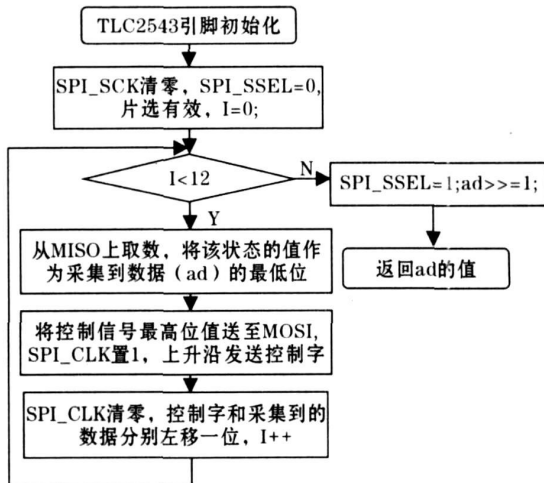 TLC2543引脚初始化
SPI_SCK清零, SPI_SSEL=0,
片选有效, I=0;
I<12
N
SPI_SSEL=1;ad>>=1;
Y
从MISO上取数, 将该状态的值作
为采集到数据（ad）的最低位
返回ad的值
将控制信号最高位值送至MOSI,
SPI_CLK置1, 上升沿发送控制字
SPI_CLK清零, 控制字和采集到的
数据分别左移一位, I++